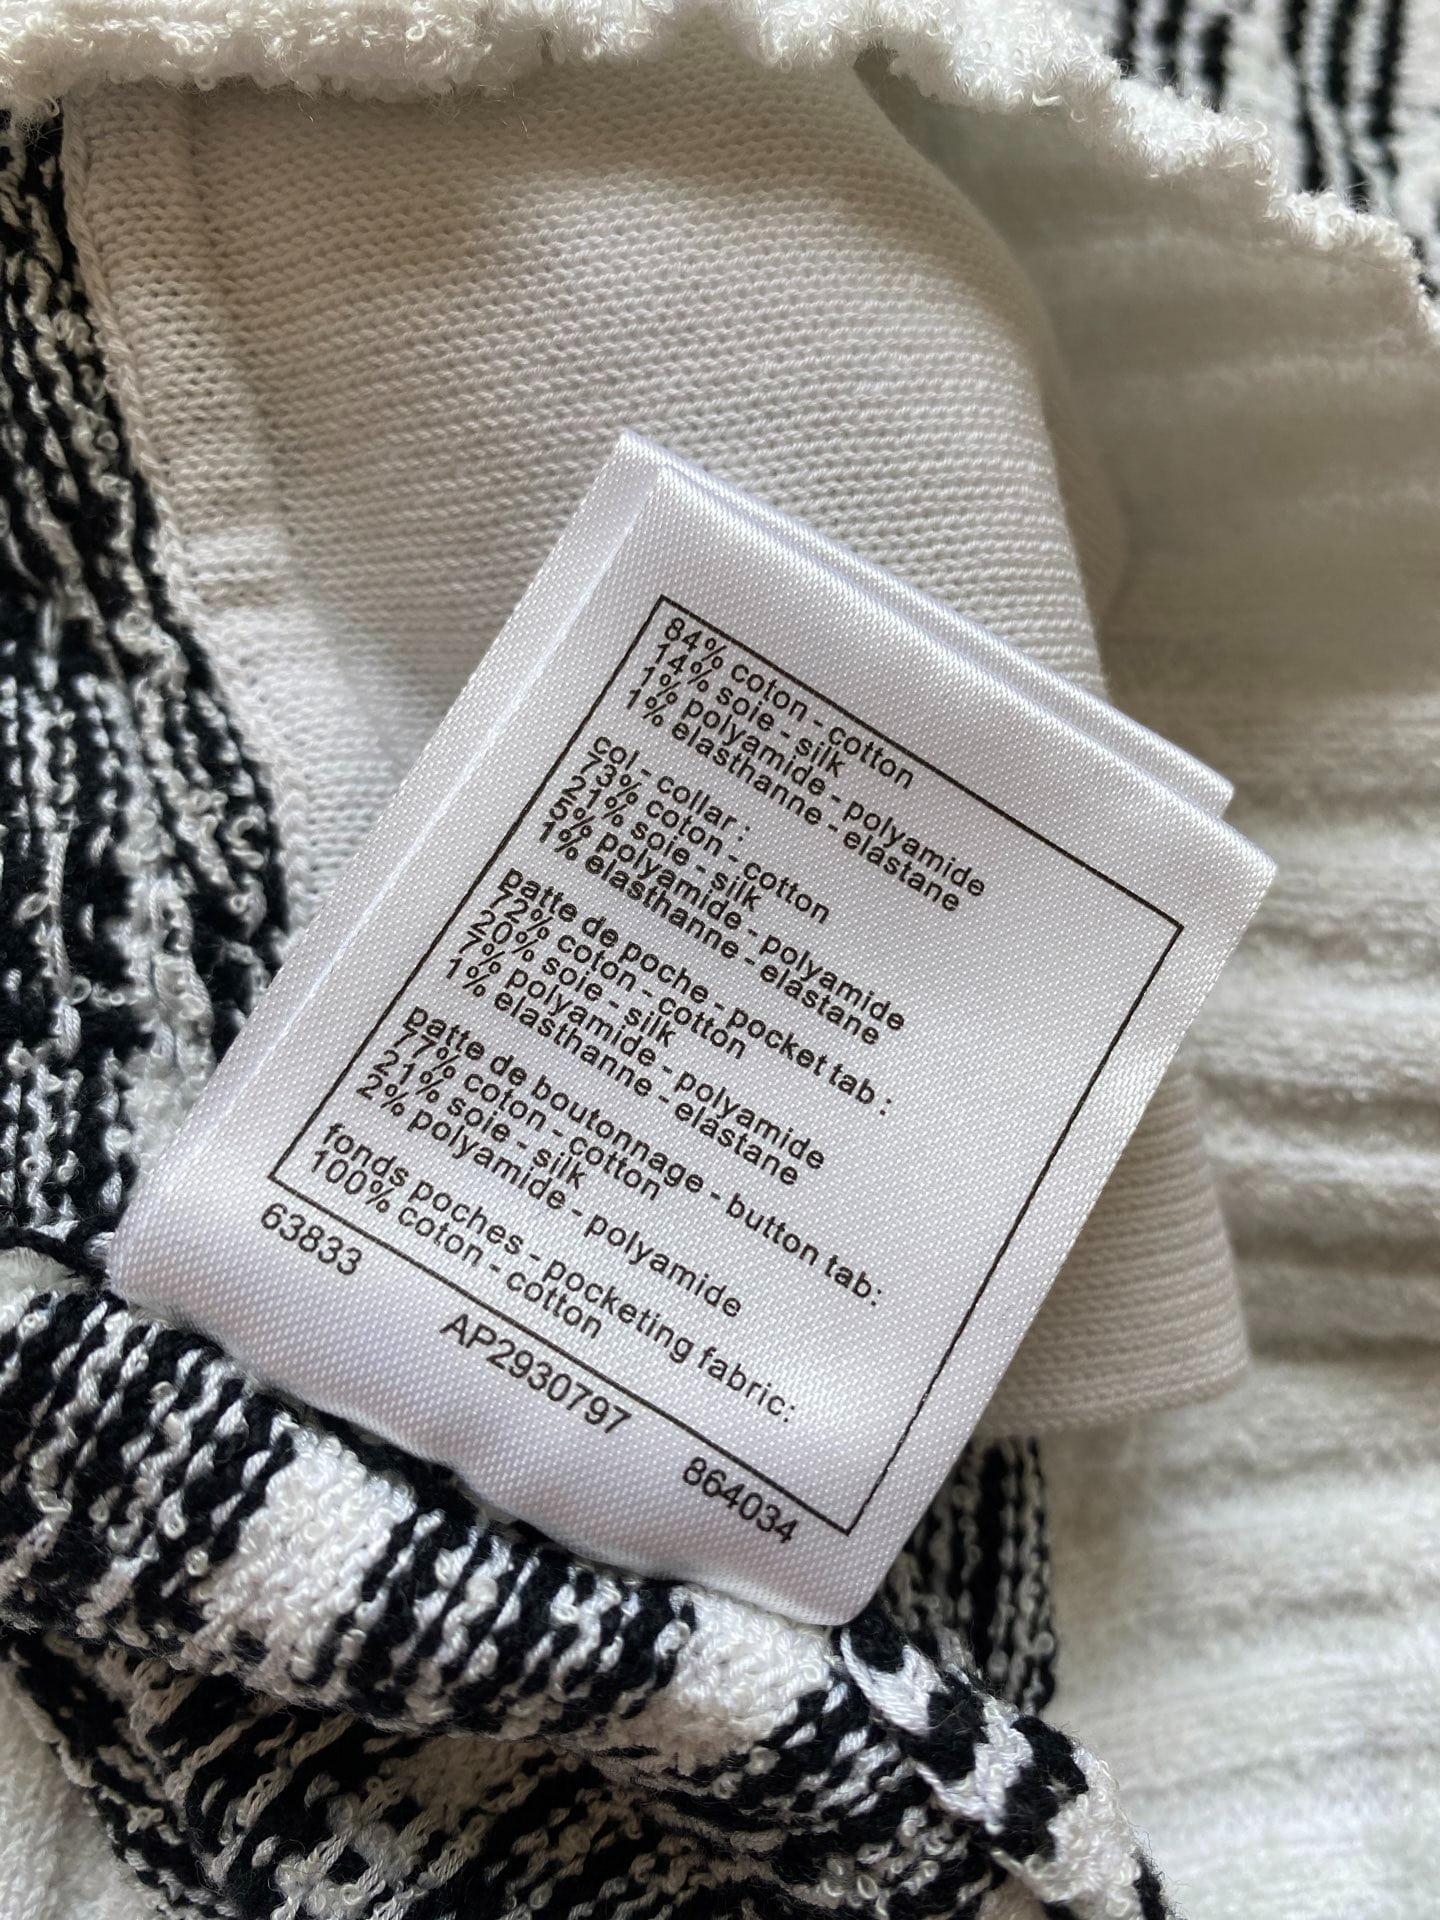 84% coton - cotton
14% soie - silk
1% polyamide - polyamide
1% elasthanne - elastane
col - collar :
73% coton - cotton
21% soie - silk
5% polyamide - polyamide
1% elasthanne - elastane
patte de poche - pocket tab :
72% coton - cotton
20% soie - silk
7% polyamide - polyamide
1% elasthanne - elastane
patte de boutonnage - button tab:
77% coton - cotton
21% soie - silk
2% polyamide - polyamide
fonds poches - pocketing fabric:
100% coton - cotton
63833 AP2930797 864034